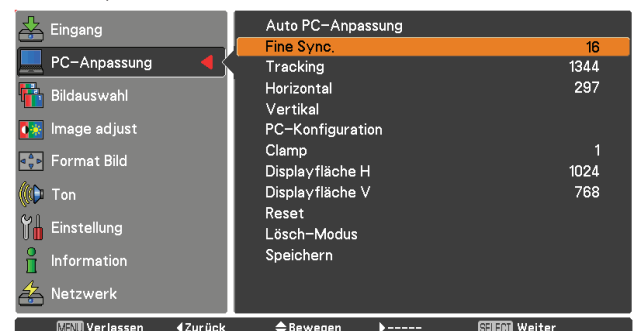 Eingang
PC-Anpassung
Bildauswahl
Image adjust
Format Bild
Ton
Einstellung
Information
Netzwerk
Auto PC-Anpassung
Fine Sync. 16
Tracking 1344
Horizontal 297
Vertikal
PC-Konfiguration
Clamp 1
Displayfläche H 1024
Displayfläche V 768
Reset
Lösch-Modus
Speichern
MENU Verlassen Zurück Bewegen ----- SELECT Weiter